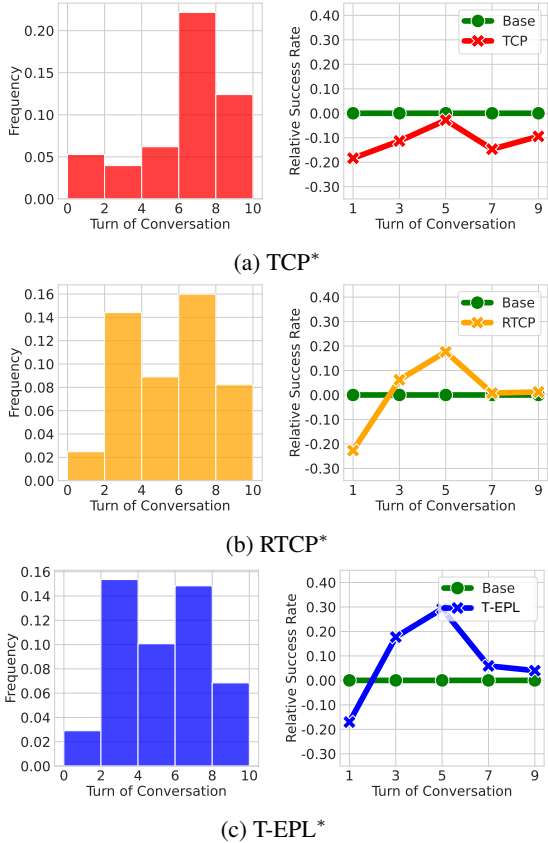 Frequency
0.20
0.15
0.10
0.05
0.00
0 2 4 6 8 10
Turn of Conversation
Relative Success Rate
0.40
0.30
0.20
0.10
0.00
-0.10
-0.20
-0.30
Base
TCP
1 3 5 7 9
Turn of Conversation
(a) TCP*
Frequency
0.16
0.14
0.12
0.10
0.08
0.06
0.04
0.02
0.00
0 2 4 6 8 10
Turn of Conversation
Relative Success Rate
0.40
0.30
0.20
0.10
0.00
-0.10
-0.20
-0.30
Base
RTCP
1 3 5 7 9
Turn of Conversation
(b) RTCP*
Frequency
0.16
0.14
0.12
0.10
0.08
0.06
0.04
0.02
0.00
0 2 4 6 8 10
Turn of Conversation
Relative Success Rate
0.40
0.30
0.20
0.10
0.00
-0.10
-0.20
-0.30
Base
T-EPL
1 3 5 7 9
Turn of Conversation
(c) T-EPL*